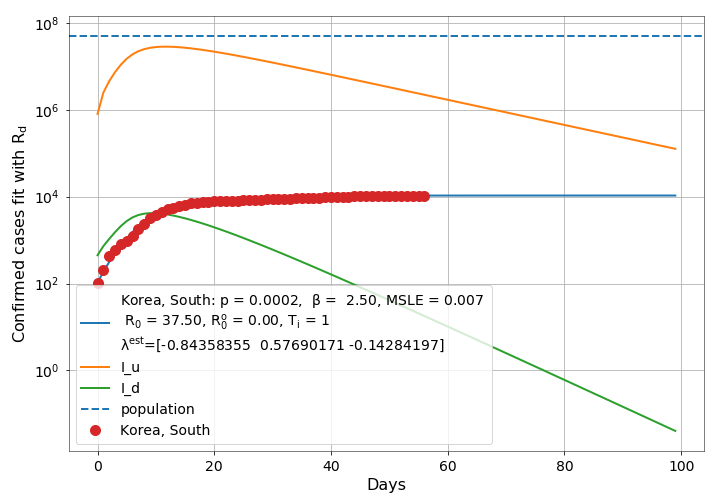 10⁸
10⁶
10⁴
10²
10⁰
Confirmed cases fit with R_d
Korea, South: p = 0.0002, β = 2.50, MSLE = 0.007
R₀ = 37.50, R₀⁰ = 0.00, Tᵢ = 1
λᵉˢᵗ=[-0.84358355 0.57690171 -0.14284197]
I_u
I_d
population
Korea, South
0 20 40 60 80 100
Days